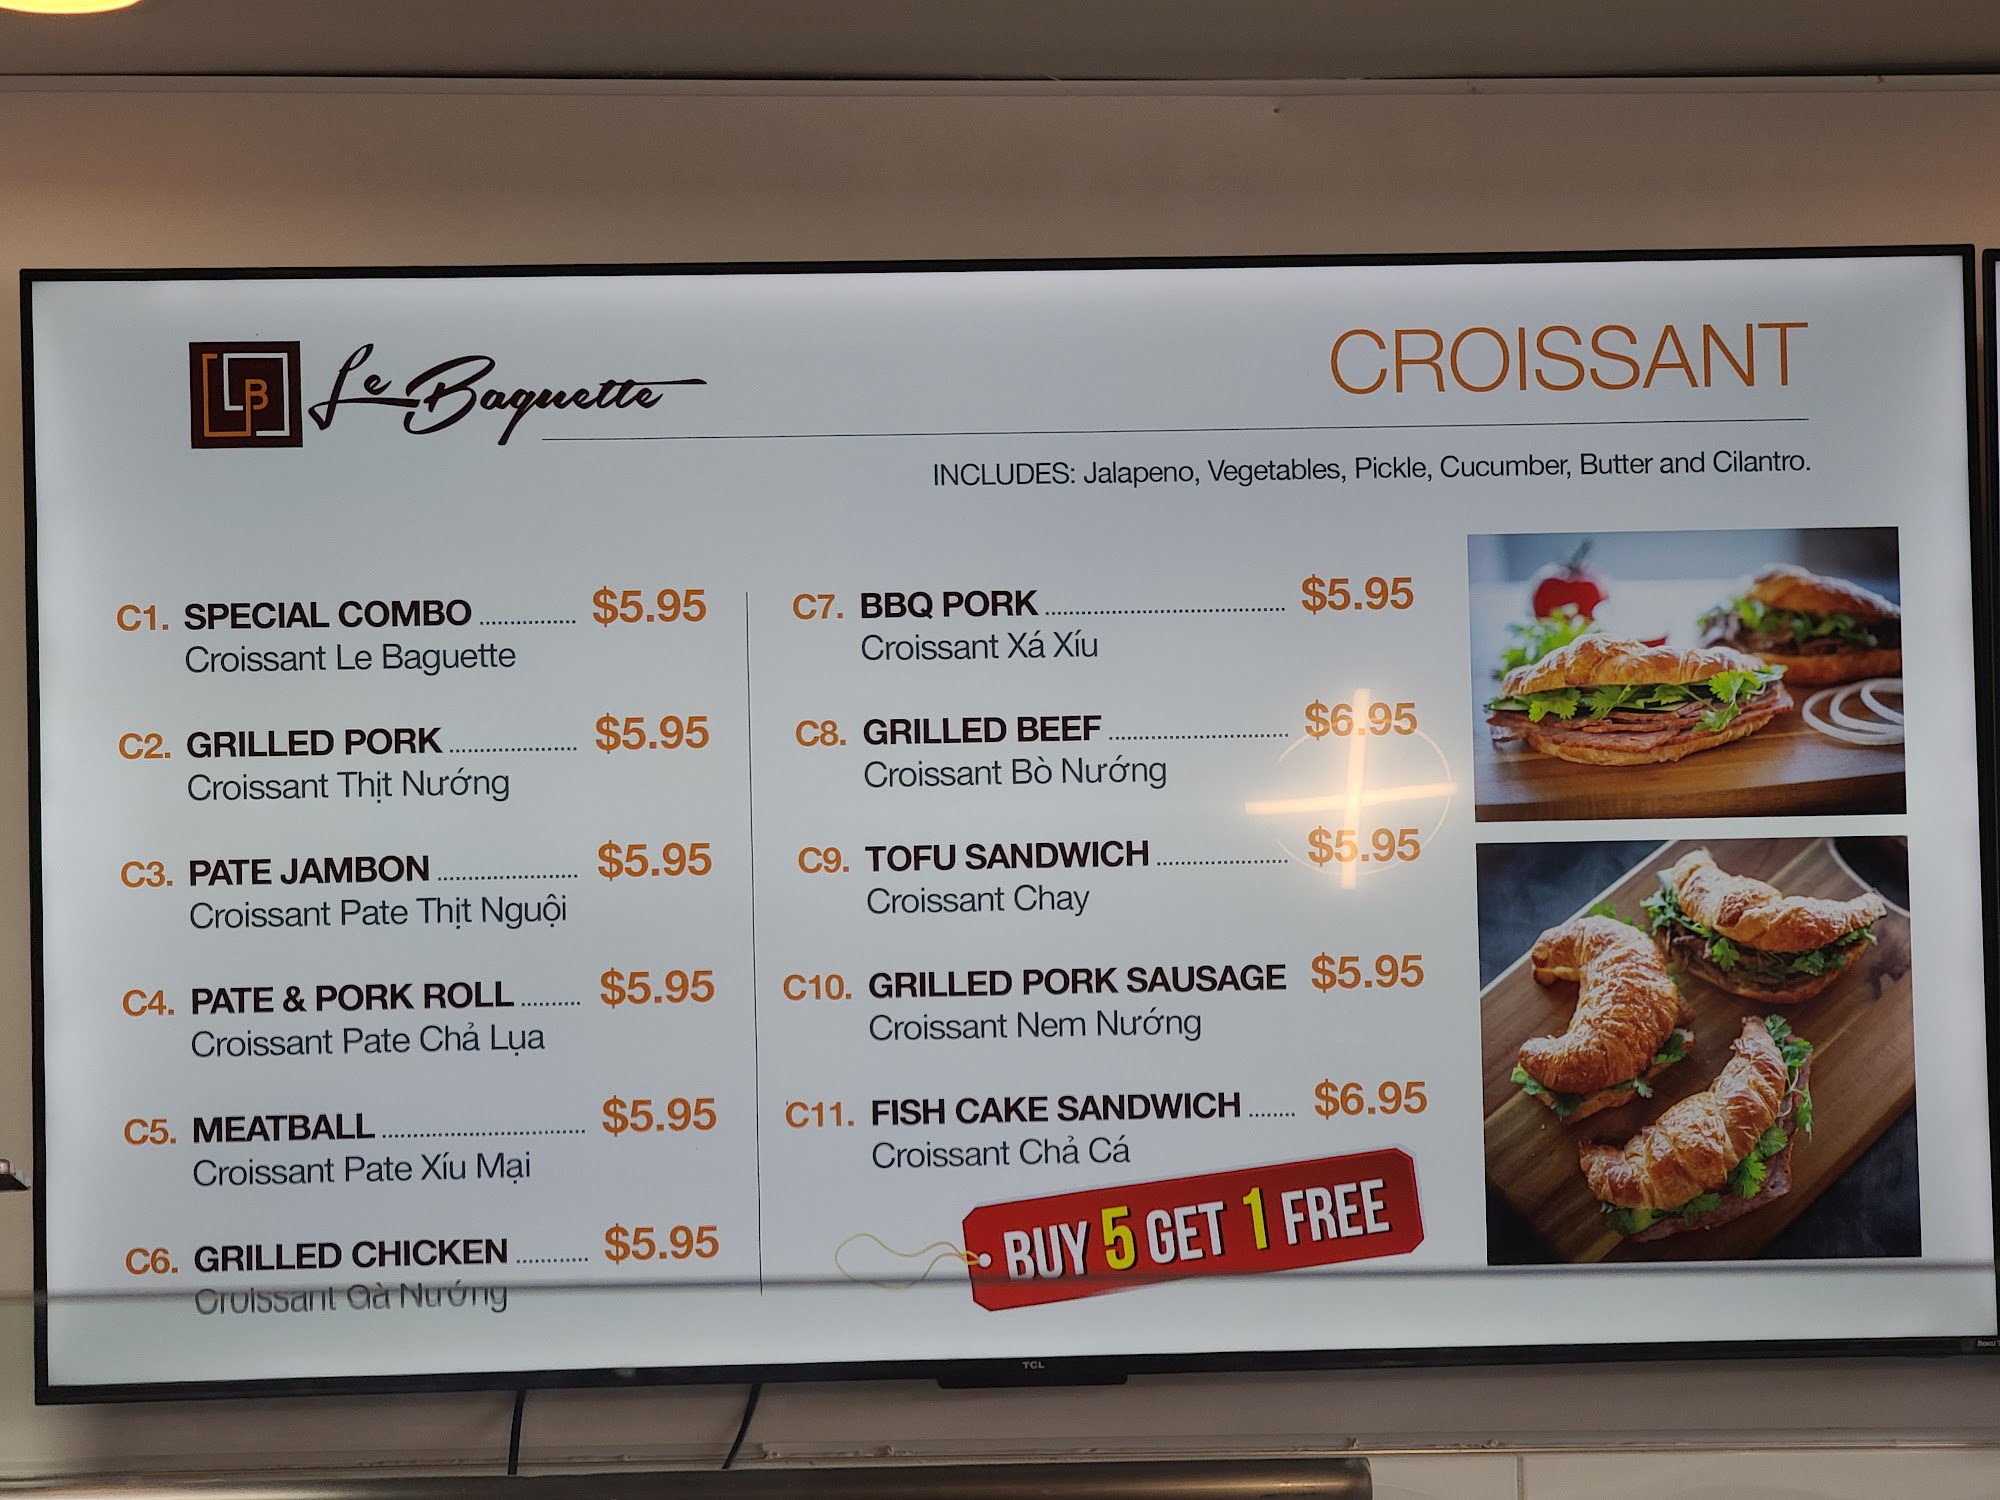 LB Le Baguette
CROISSANT
INCLUDES: Jalapeno, Vegetables, Pickle, Cucumber, Butter and Cilantro.
C1. SPECIAL COMBO ................ $5.95
Croissant Le Baguette
C2. GRILLED PORK ..................... $5.95
Croissant Thịt Nướng
C3. PATE JAMBON ....................... $5.95
Croissant Pate Thịt Nguội
C4. PATE & PORK ROLL .......... $5.95
Croissant Pate Chả Lụa
C5. MEATBALL .................................. $5.95
Croissant Pate Xíu Mại
C6. GRILLED CHICKEN ............ $5.95
Croissant Gà Nướng
C7. BBQ PORK ........................................ $5.95
Croissant Xá Xíu
C8. GRILLED BEEF .............................. $6.95
Croissant Bò Nướng
C9. TOFU SANDWICH ...................... $5.95
Croissant Chay
C10. GRILLED PORK SAUSAGE $5.95
Croissant Nem Nướng
C11. FISH CAKE SANDWICH ........ $6.95
Croissant Chả Cá
BUY 5 GET 1 FREE
TCL
Roku